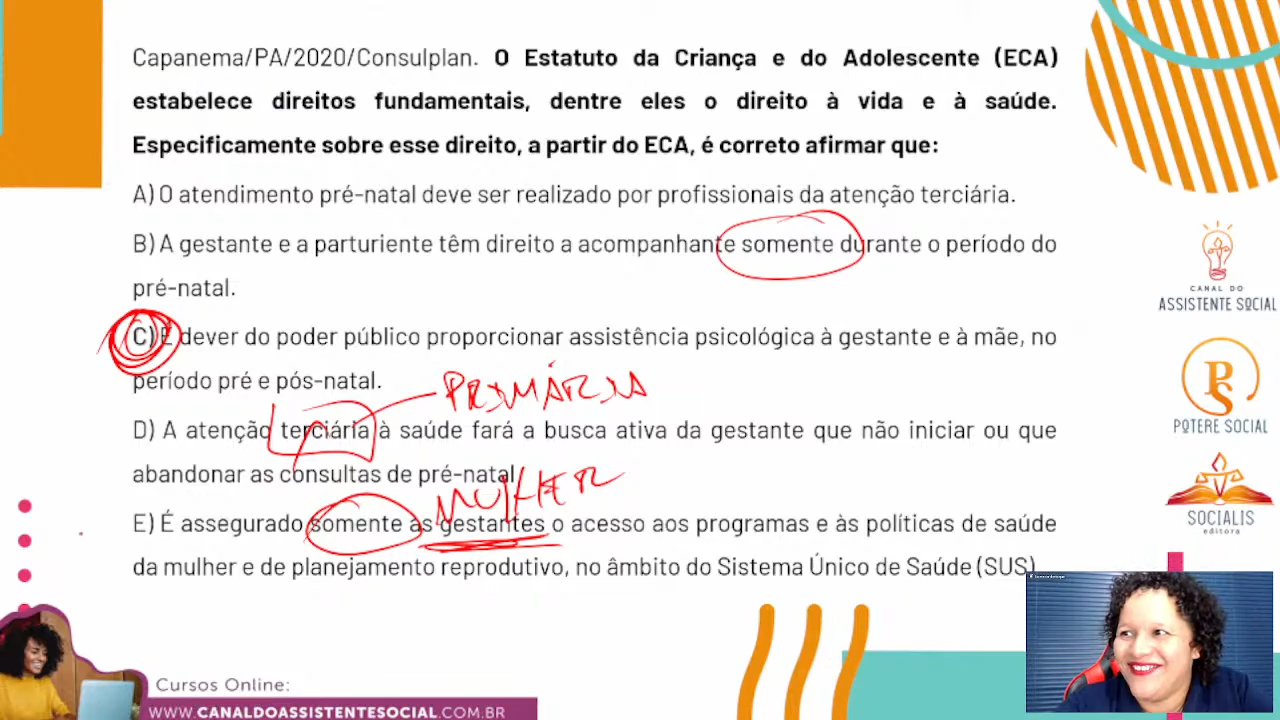 Capanema/PA/2020/Consulplan. O Estatuto da Criança e do Adolescente (ECA)
estabelece direitos fundamentais, dentre eles o direito à vida e à saúde.
Especificamente sobre esse direito, a partir do ECA, é correto afirmar que:
A) O atendimento pré-natal deve ser realizado por profissionais da atenção terciária.
B) A gestante e a parturiente têm direito a acompanhante somente durante o período do
pré-natal.
C) É dever do poder público proporcionar assistência psicológica à gestante e à mãe, no
período pré e pós-natal.
PRIMÁRIA
D) A atenção terciária à saúde fará a busca ativa da gestante que não iniciar ou que
abandonar as consultas de pré-natal.
MULHER
E) É assegurado somente às gestantes o acesso aos programas e às políticas de saúde
da mulher e de planejamento reprodutivo, no âmbito do Sistema Único de Saúde (SUS).
CANAL DO
ASSISTENTE SOCIAL
PS
POTERE SOCIAL
SOCIALIS
editora
Cursos Online:
WWW.CANALDOASSISTENTESOCIAL.COM.BR